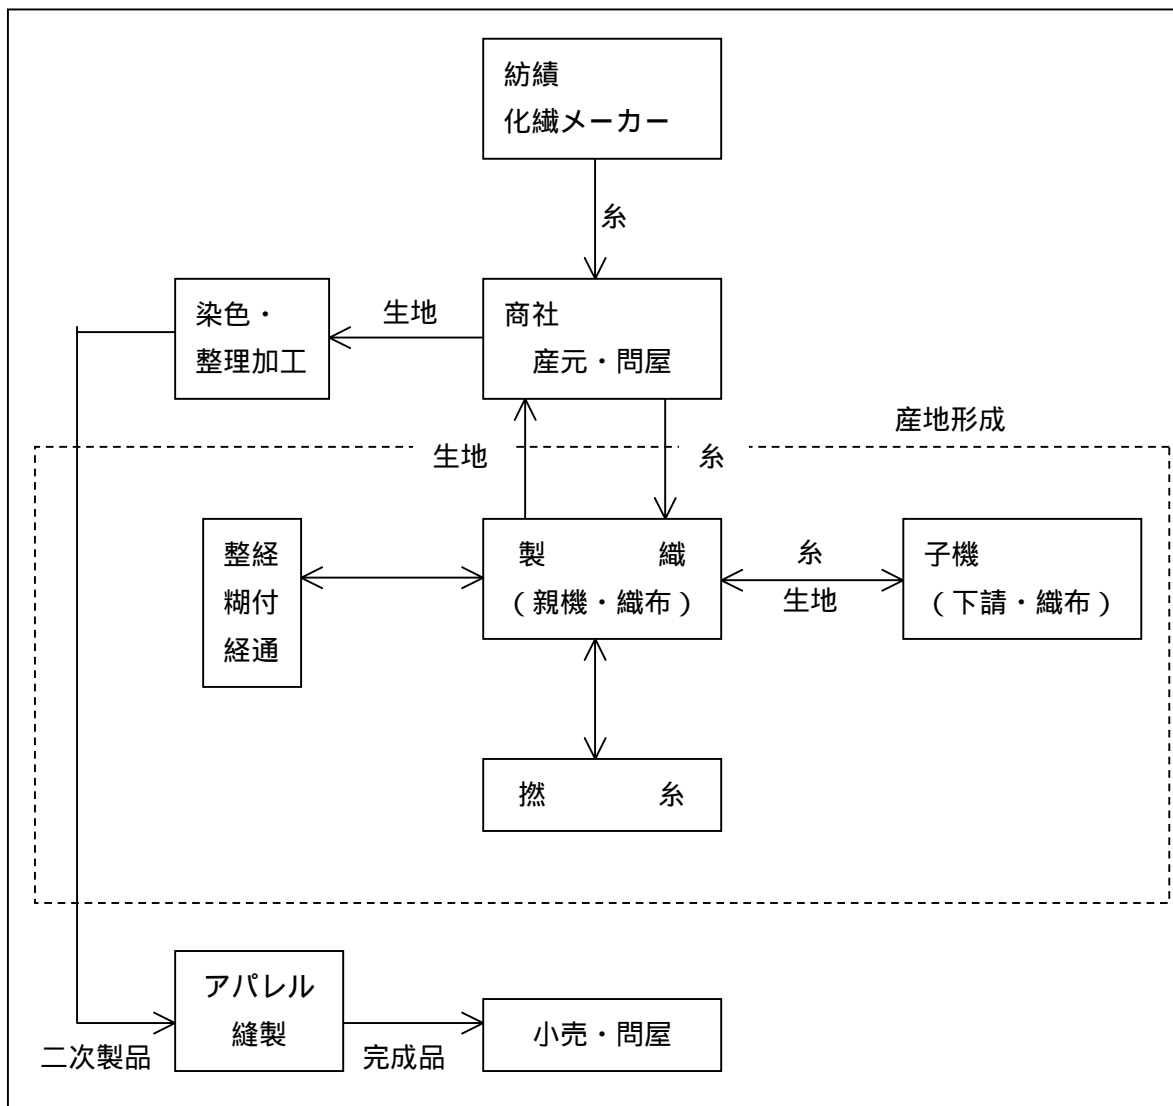 紡績
化繊メーカー
糸
染色・
整理加工
生地
商社
産元・問屋
産地形成
生地
糸
整経
糊付
経通
製　　　織
（親機・織布）
糸
生地
子機
（下請・織布）
撚　　　糸
アパレル
縫製
小売・問屋
二次製品
完成品